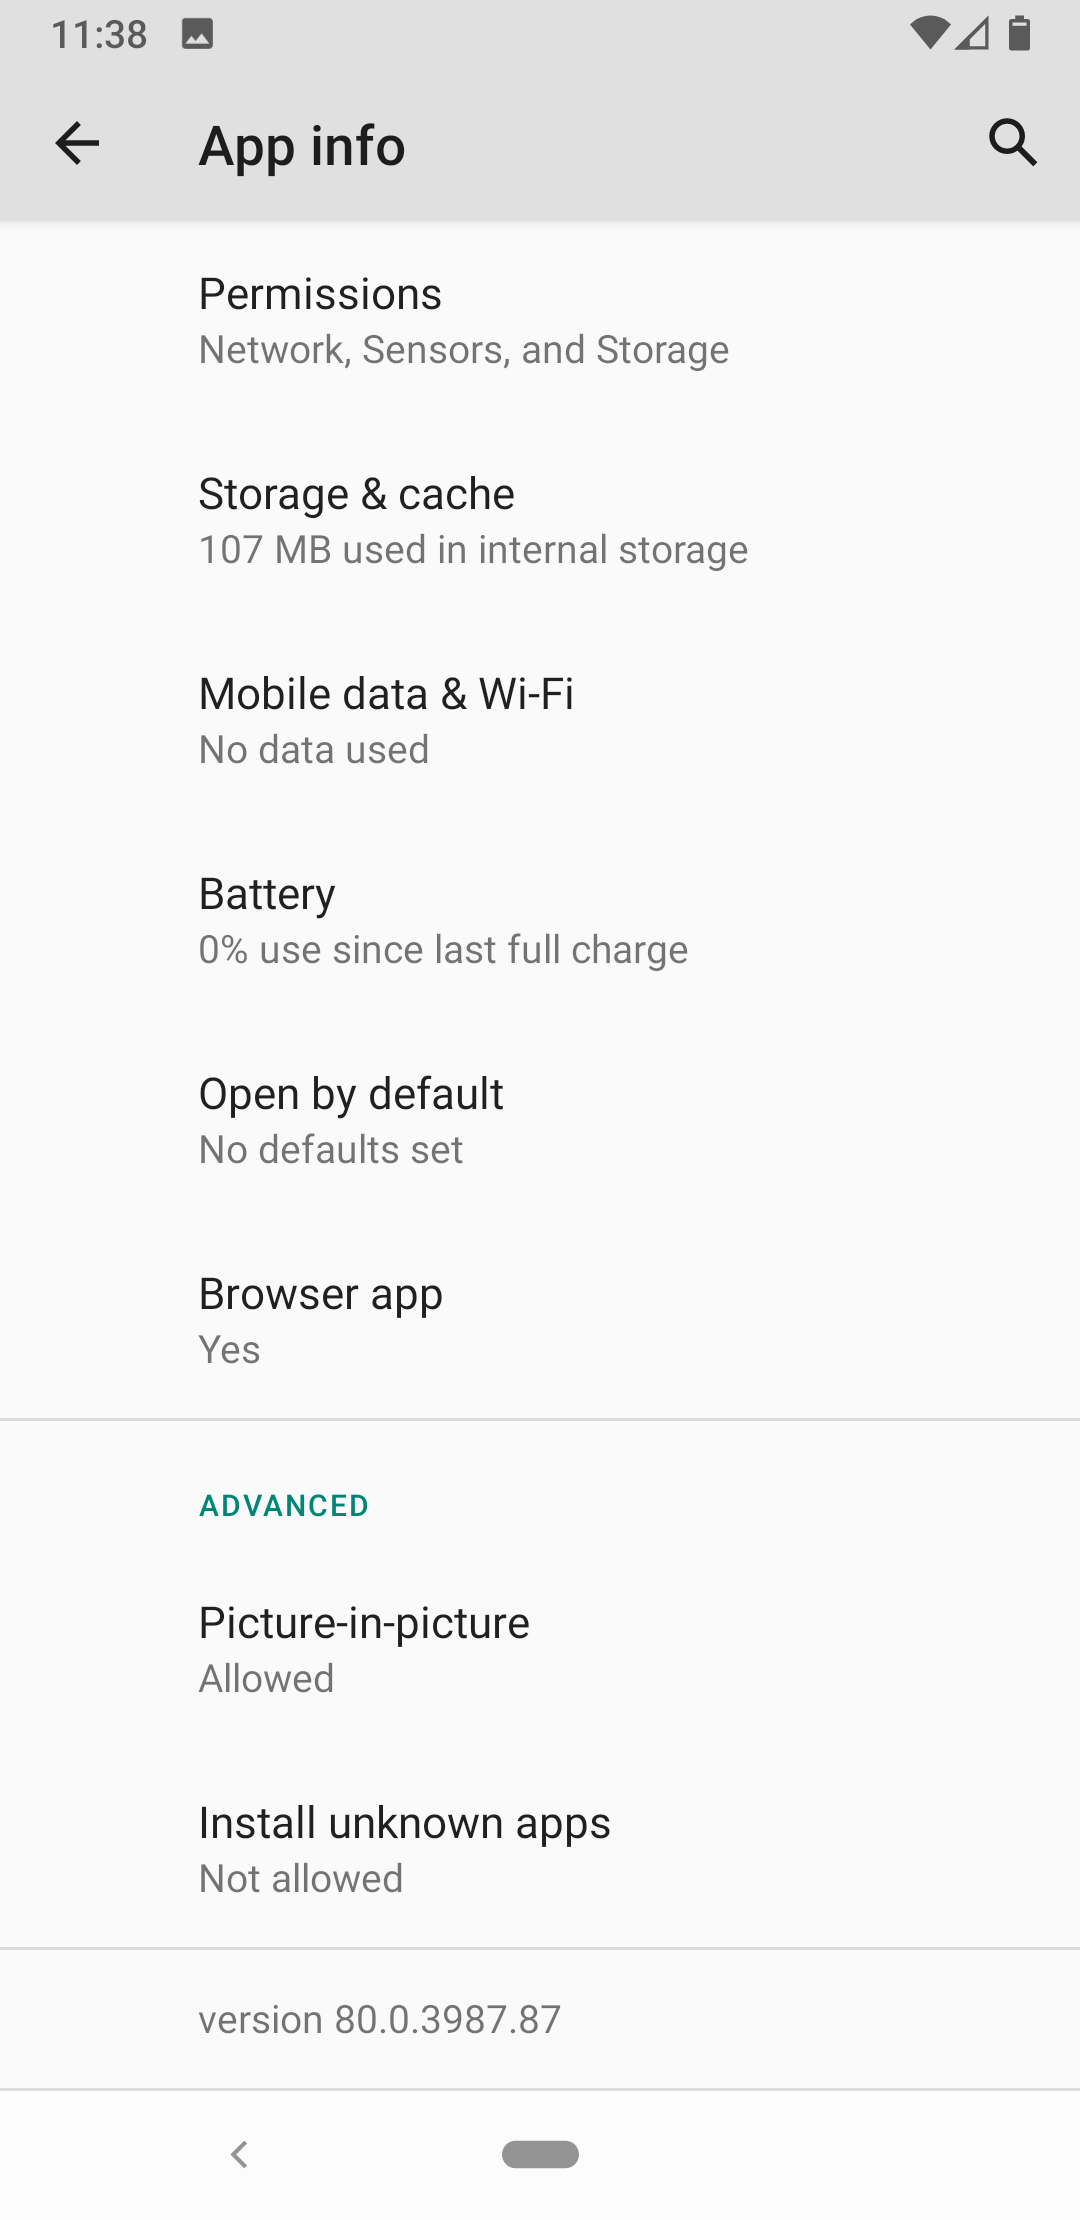 11:38
App info
Permissions
Network, Sensors, and Storage
Storage & cache
107 MB used in internal storage
Mobile data & Wi-Fi
No data used
Battery
0% use since last full charge
Open by default
No defaults set
Browser app
Yes
ADVANCED
Picture-in-picture
Allowed
Install unknown apps
Not allowed
version 80.0.3987.87